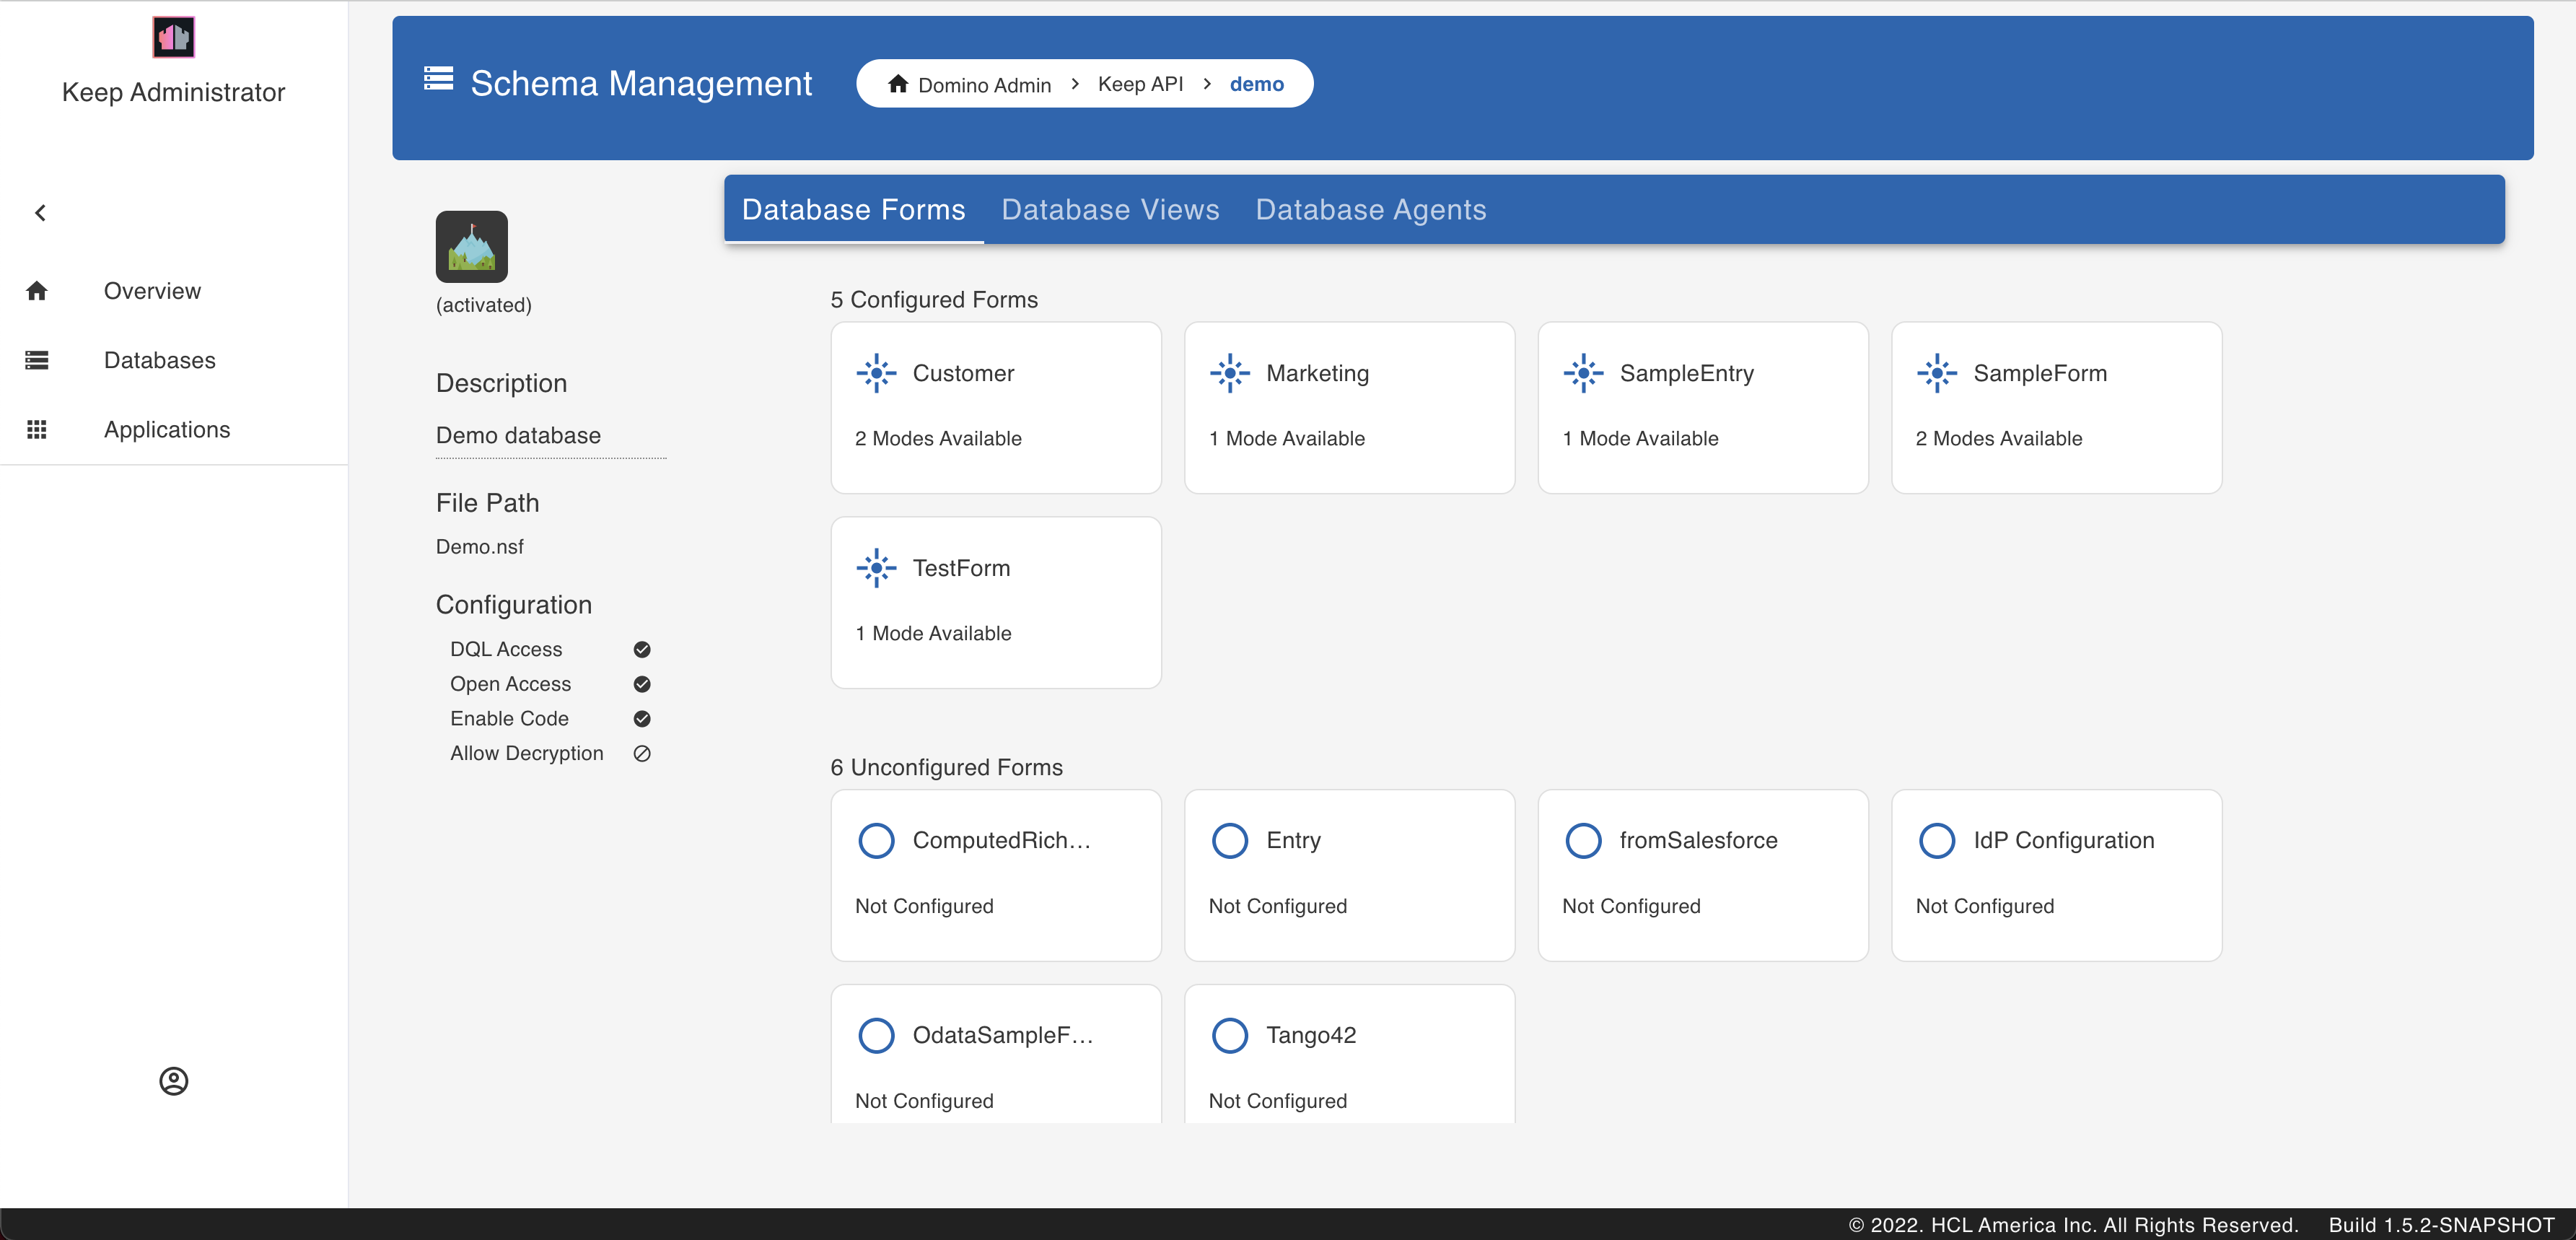 Keep Administrator
Overview
Databases
Applications
Schema Management
Domino Admin > Keep API > demo
(activated)
Description
Demo database
File Path
Demo.nsf
Configuration
DQL Access
Open Access
Enable Code
Allow Decryption
Database Forms Database Views Database Agents
5 Configured Forms
Customer
2 Modes Available
Marketing
1 Mode Available
SampleEntry
1 Mode Available
SampleForm
2 Modes Available
TestForm
1 Mode Available
6 Unconfigured Forms
ComputedRich...
Not Configured
Entry
Not Configured
fromSalesforce
Not Configured
IdP Configuration
Not Configured
OdataSampleF...
Not Configured
Tango42
Not Configured
© 2022. HCL America Inc. All Rights Reserved. Build 1.5.2-SNAPSHOT